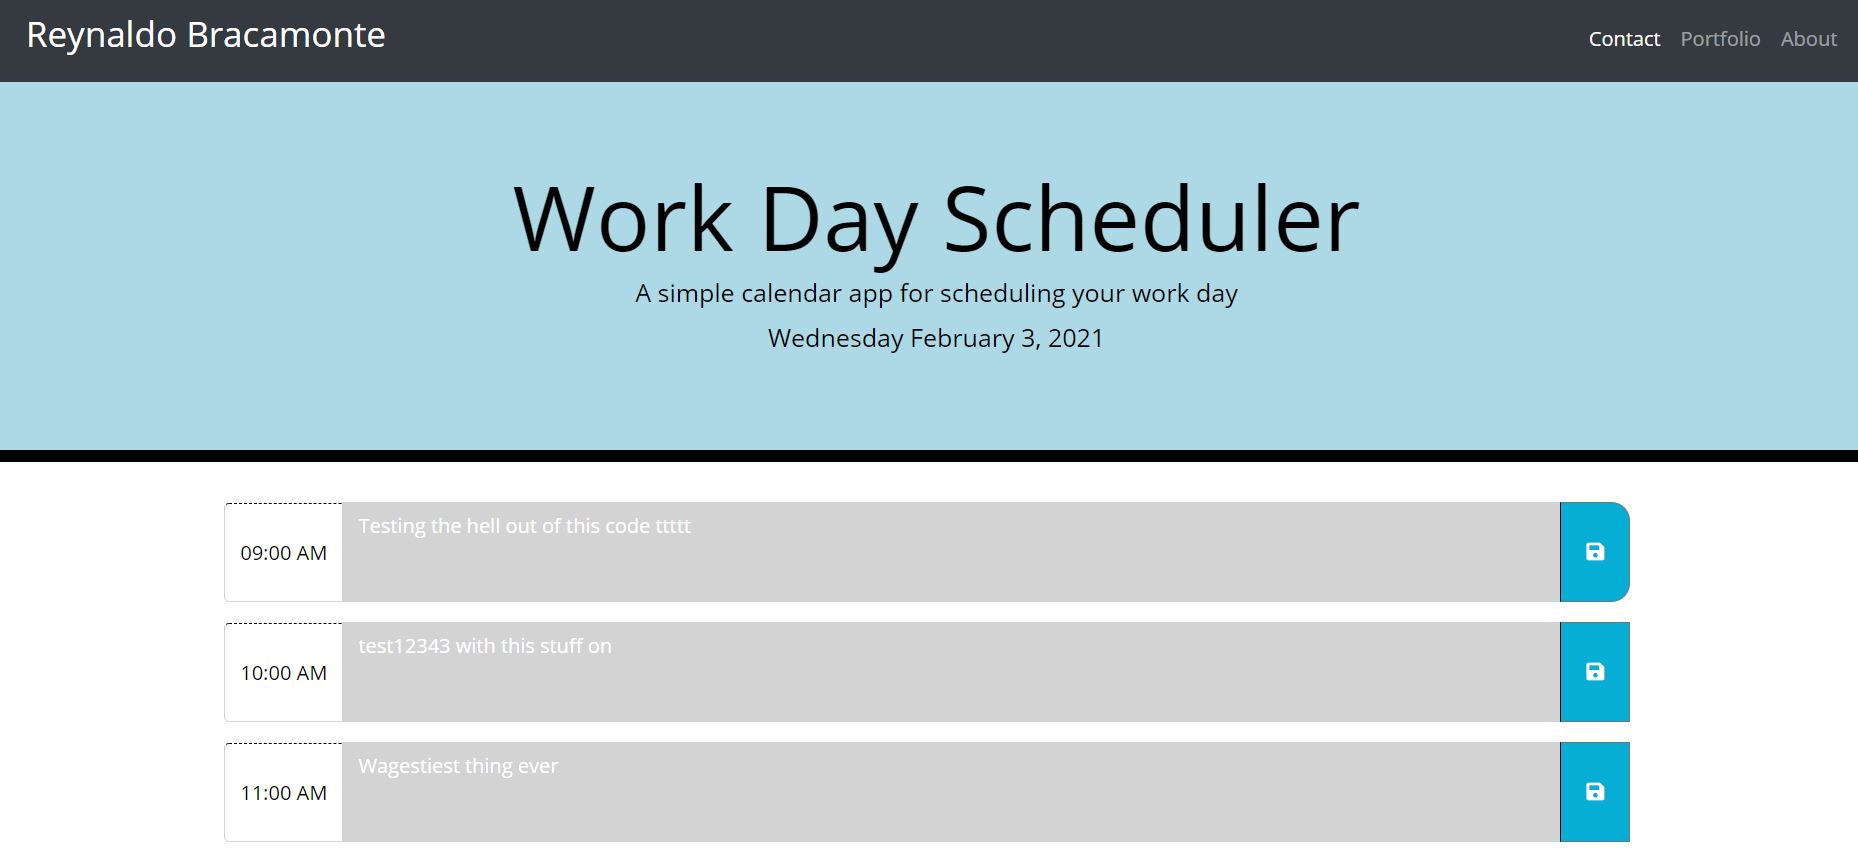 Reynaldo Bracamonte
Contact Portfolio About
Work Day Scheduler
A simple calendar app for scheduling your work day
Wednesday February 3, 2021
09:00 AM Testing the hell out of this code ttttt
10:00 AM test12343 with this stuff on
11:00 AM Wagestiest thing ever